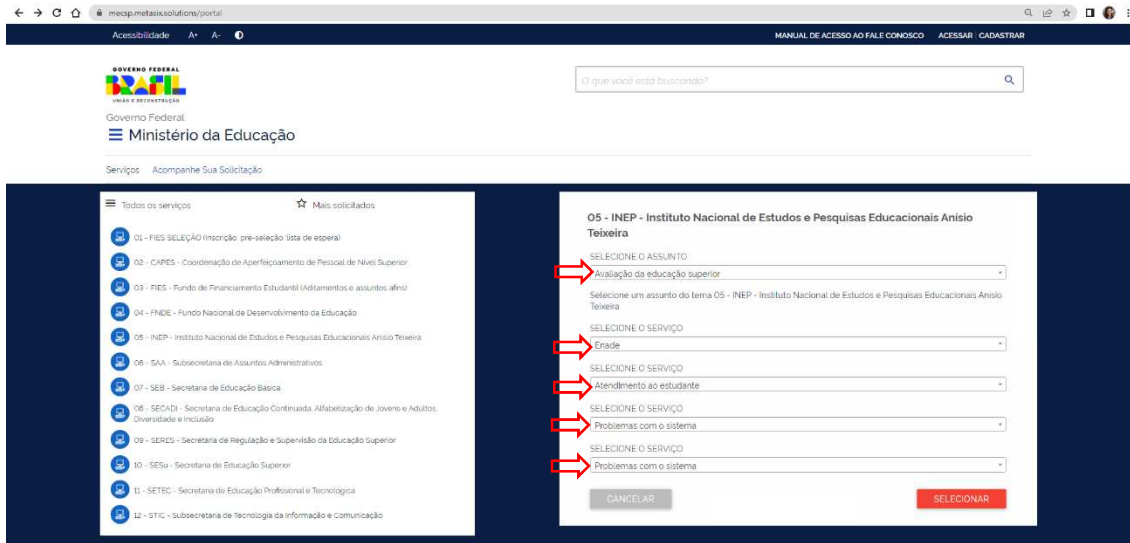 mecsp.metasix.solutions/portal
Acessibilidade A+ A-
MANUAL DE ACESSO AO FALE CONOSCO ACESSAR | CADASTRAR
GOVERNO FEDERAL
BRASIL
UNIÃO E RECONSTRUÇÃO
O que você está buscando?
Governo Federal
Ministério da Educação
Serviços Acompanhe Sua Solicitação
Todos os serviços Mais solicitados
01 - FIES SELEÇÃO (Inscrição, pré-seleção, lista de espera)
02 - CAPES - Coordenação de Aperfeiçoamento de Pessoal de Nível Superior
03 - FIES - Fundo de Financiamento Estudantil (Aditamentos e assuntos afins)
04 - FNDE - Fundo Nacional de Desenvolvimento da Educação
05 - INEP - Instituto Nacional de Estudos e Pesquisas Educacionais Anísio Teixeira
06 - SAA - Subsecretaria de Assuntos Administrativos
07 - SEB - Secretaria de Educação Básica
08 - SECADI - Secretaria de Educação Continuada, Alfabetização de Jovens e Adultos,
Diversidade e Inclusão
09 - SERES - Secretaria de Regulação e Supervisão da Educação Superior
10 - SESu - Secretaria de Educação Superior
11 - SETEC - Secretaria de Educação Profissional e Tecnológica
12 - STIC - Subsecretaria de Tecnologia da Informação e Comunicação
05 - INEP - Instituto Nacional de Estudos e Pesquisas Educacionais Anísio
Teixeira
SELECIONE O ASSUNTO
Avaliação da educação superior
Selecione um assunto do tema 05 - INEP - Instituto Nacional de Estudos e Pesquisas Educacionais Anísio
Teixeira
SELECIONE O SERVIÇO
Enade
SELECIONE O SERVIÇO
Atendimento ao estudante
SELECIONE O SERVIÇO
Problemas com o sistema
SELECIONE O SERVIÇO
Problemas com o sistema
CANCELAR SELECIONAR